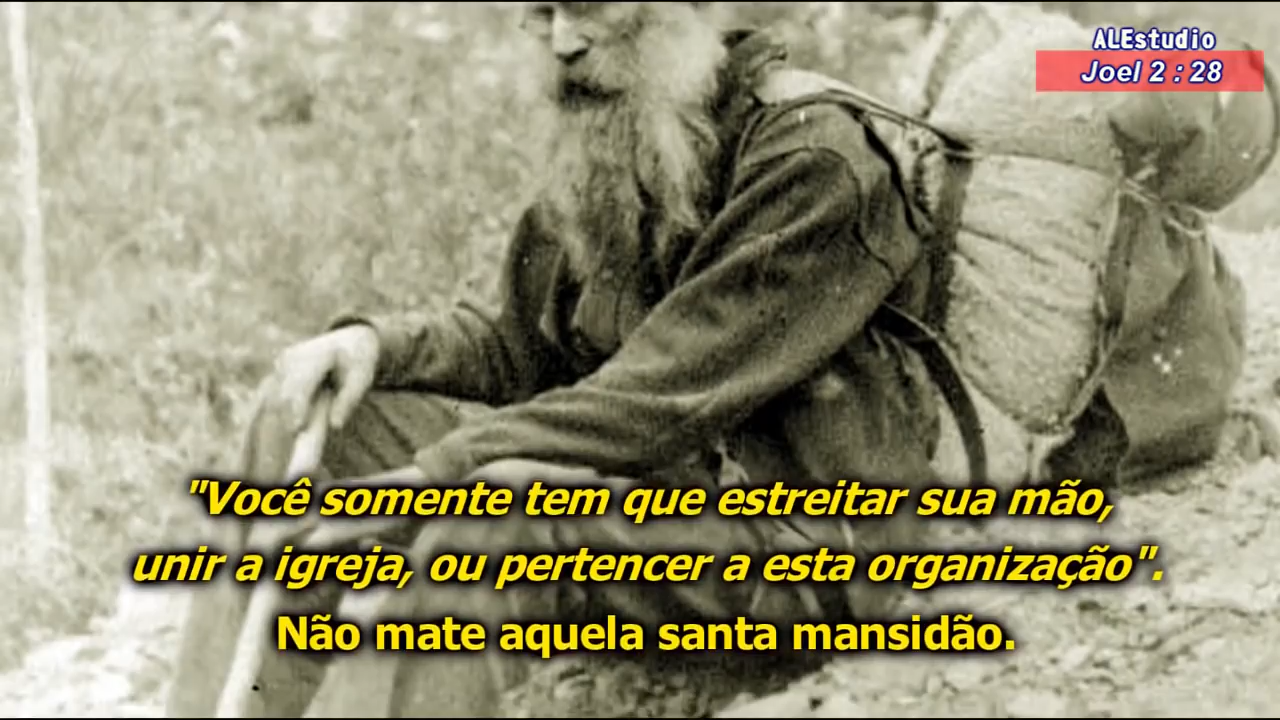 ALEstudio
Joel 2 : 28
"Você somente tem que estreitar sua mão,
unir a igreja, ou pertencer a esta organização".
Não mate aquela santa mansidão.